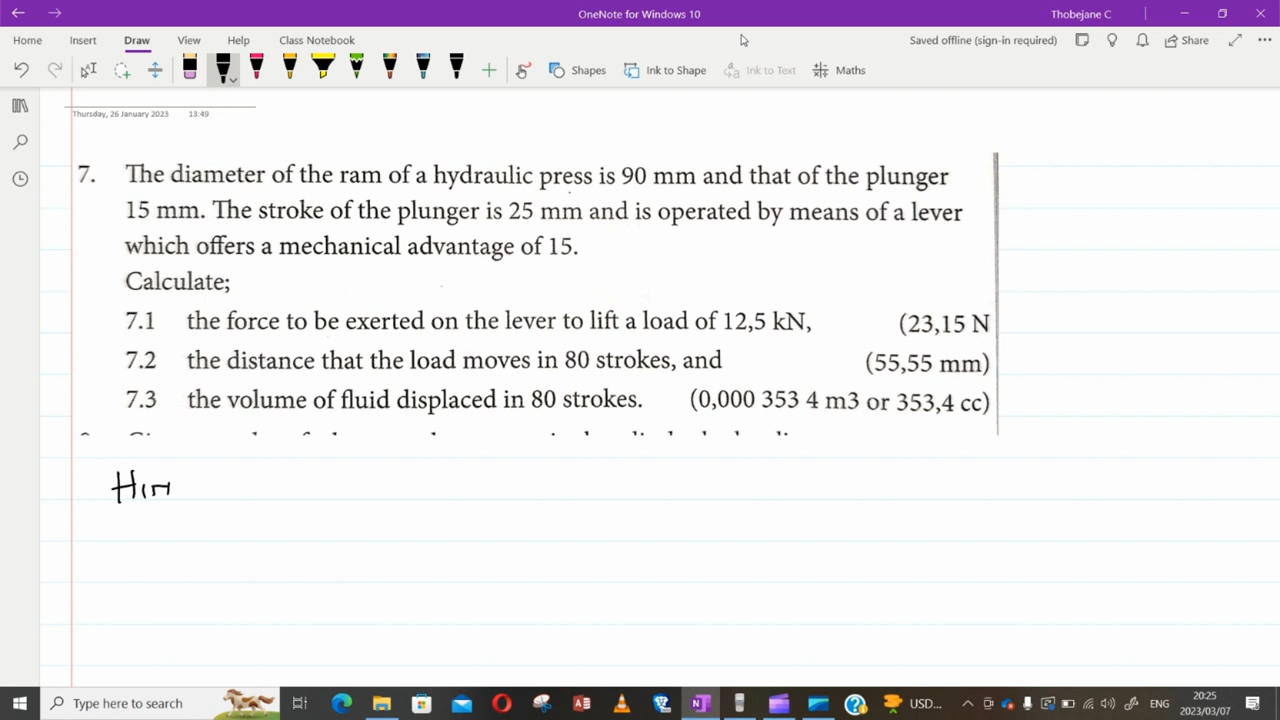 OneNote for Windows 10
Thobejane C
Home Insert Draw View Help Class Notebook
Saved offline (sign-in required)
Share
Shapes Ink to Shape Ink to Text Maths
Thursday, 26 January 2023 13:49
7. The diameter of the ram of a hydraulic press is 90 mm and that of the plunger
15 mm. The stroke of the plunger is 25 mm and is operated by means of a lever
which offers a mechanical advantage of 15.
Calculate;
7.1 the force to be exerted on the lever to lift a load of 12,5 kN, (23,15 N
7.2 the distance that the load moves in 80 strokes, and (55,55 mm)
7.3 the volume of fluid displaced in 80 strokes. (0,000 353 4 m3 or 353,4 cc)
Type here to search
USD...
ENG
20:25
2023/03/07